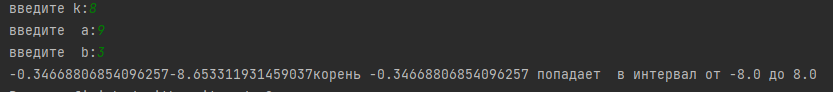 введите k:8
введите  a:9
введите  b:3
-0.34668806854096257-8.653311931459037корень -0.34668806854096257 попадает  в интервал от -8.0 до 8.0